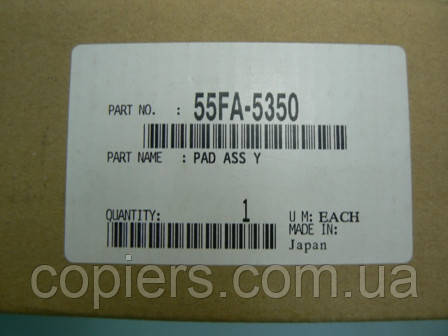 PART NO. : 55FA-5350
PART NAME : PAD ASS Y
QUANTITY: 1 U M: EACH
MADE IN:
Japan
copiers.com.ua